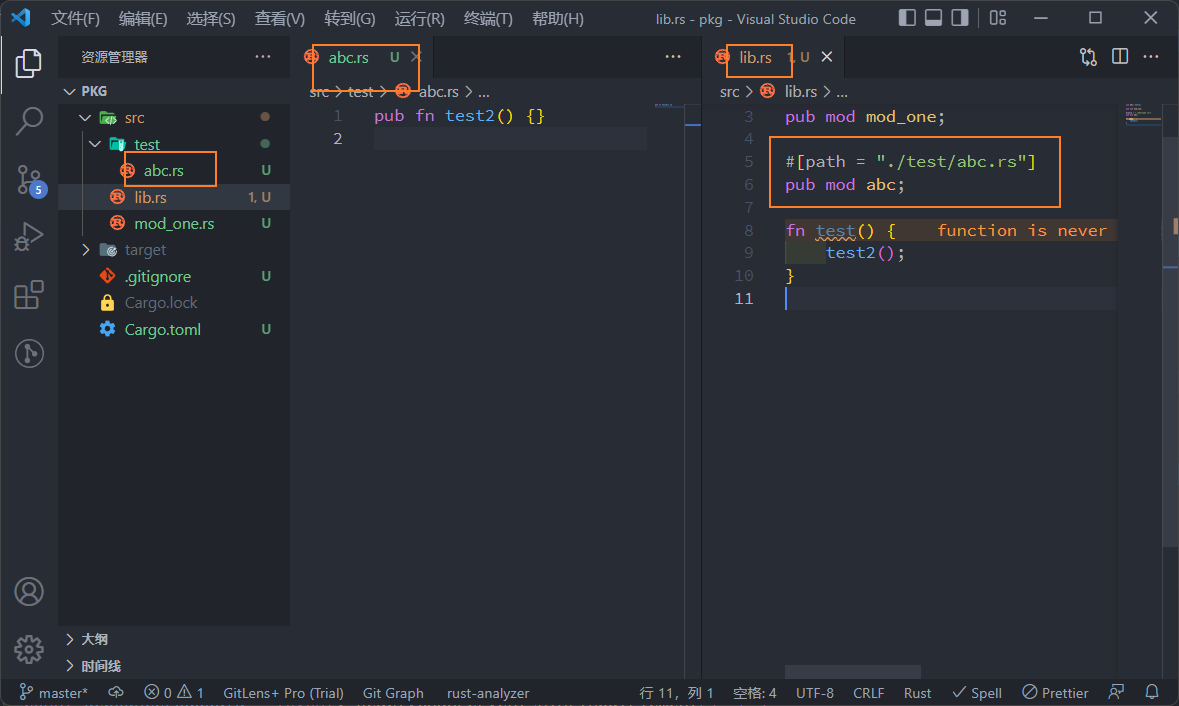 文件(F) 编辑(E) 选择(S) 查看(V) 转到(G) 运行(R) 终端(T) 帮助(H) lib.rs - pkg - Visual Studio Code
资源管理器 ···
PKG
src
test
abc.rs U
lib.rs 1, U
mod_one.rs U
target
.gitignore U
Cargo.lock
Cargo.toml U
大纲
时间线
5
abc.rs U
src > test > abc.rs > ...
1 pub fn test2() {}
2
lib.rs 1, U
src > lib.rs > ...
3 pub mod mod_one;
4
5 #[path = "./test/abc.rs"]
6 pub mod abc;
7
8 fn test() { function is never
9 test2();
10 }
11
master* 0 1 GitLens+ Pro (Trial) Git Graph rust-analyzer 行 11，列 1 空格: 4 UTF-8 CRLF Rust Spell Prettier